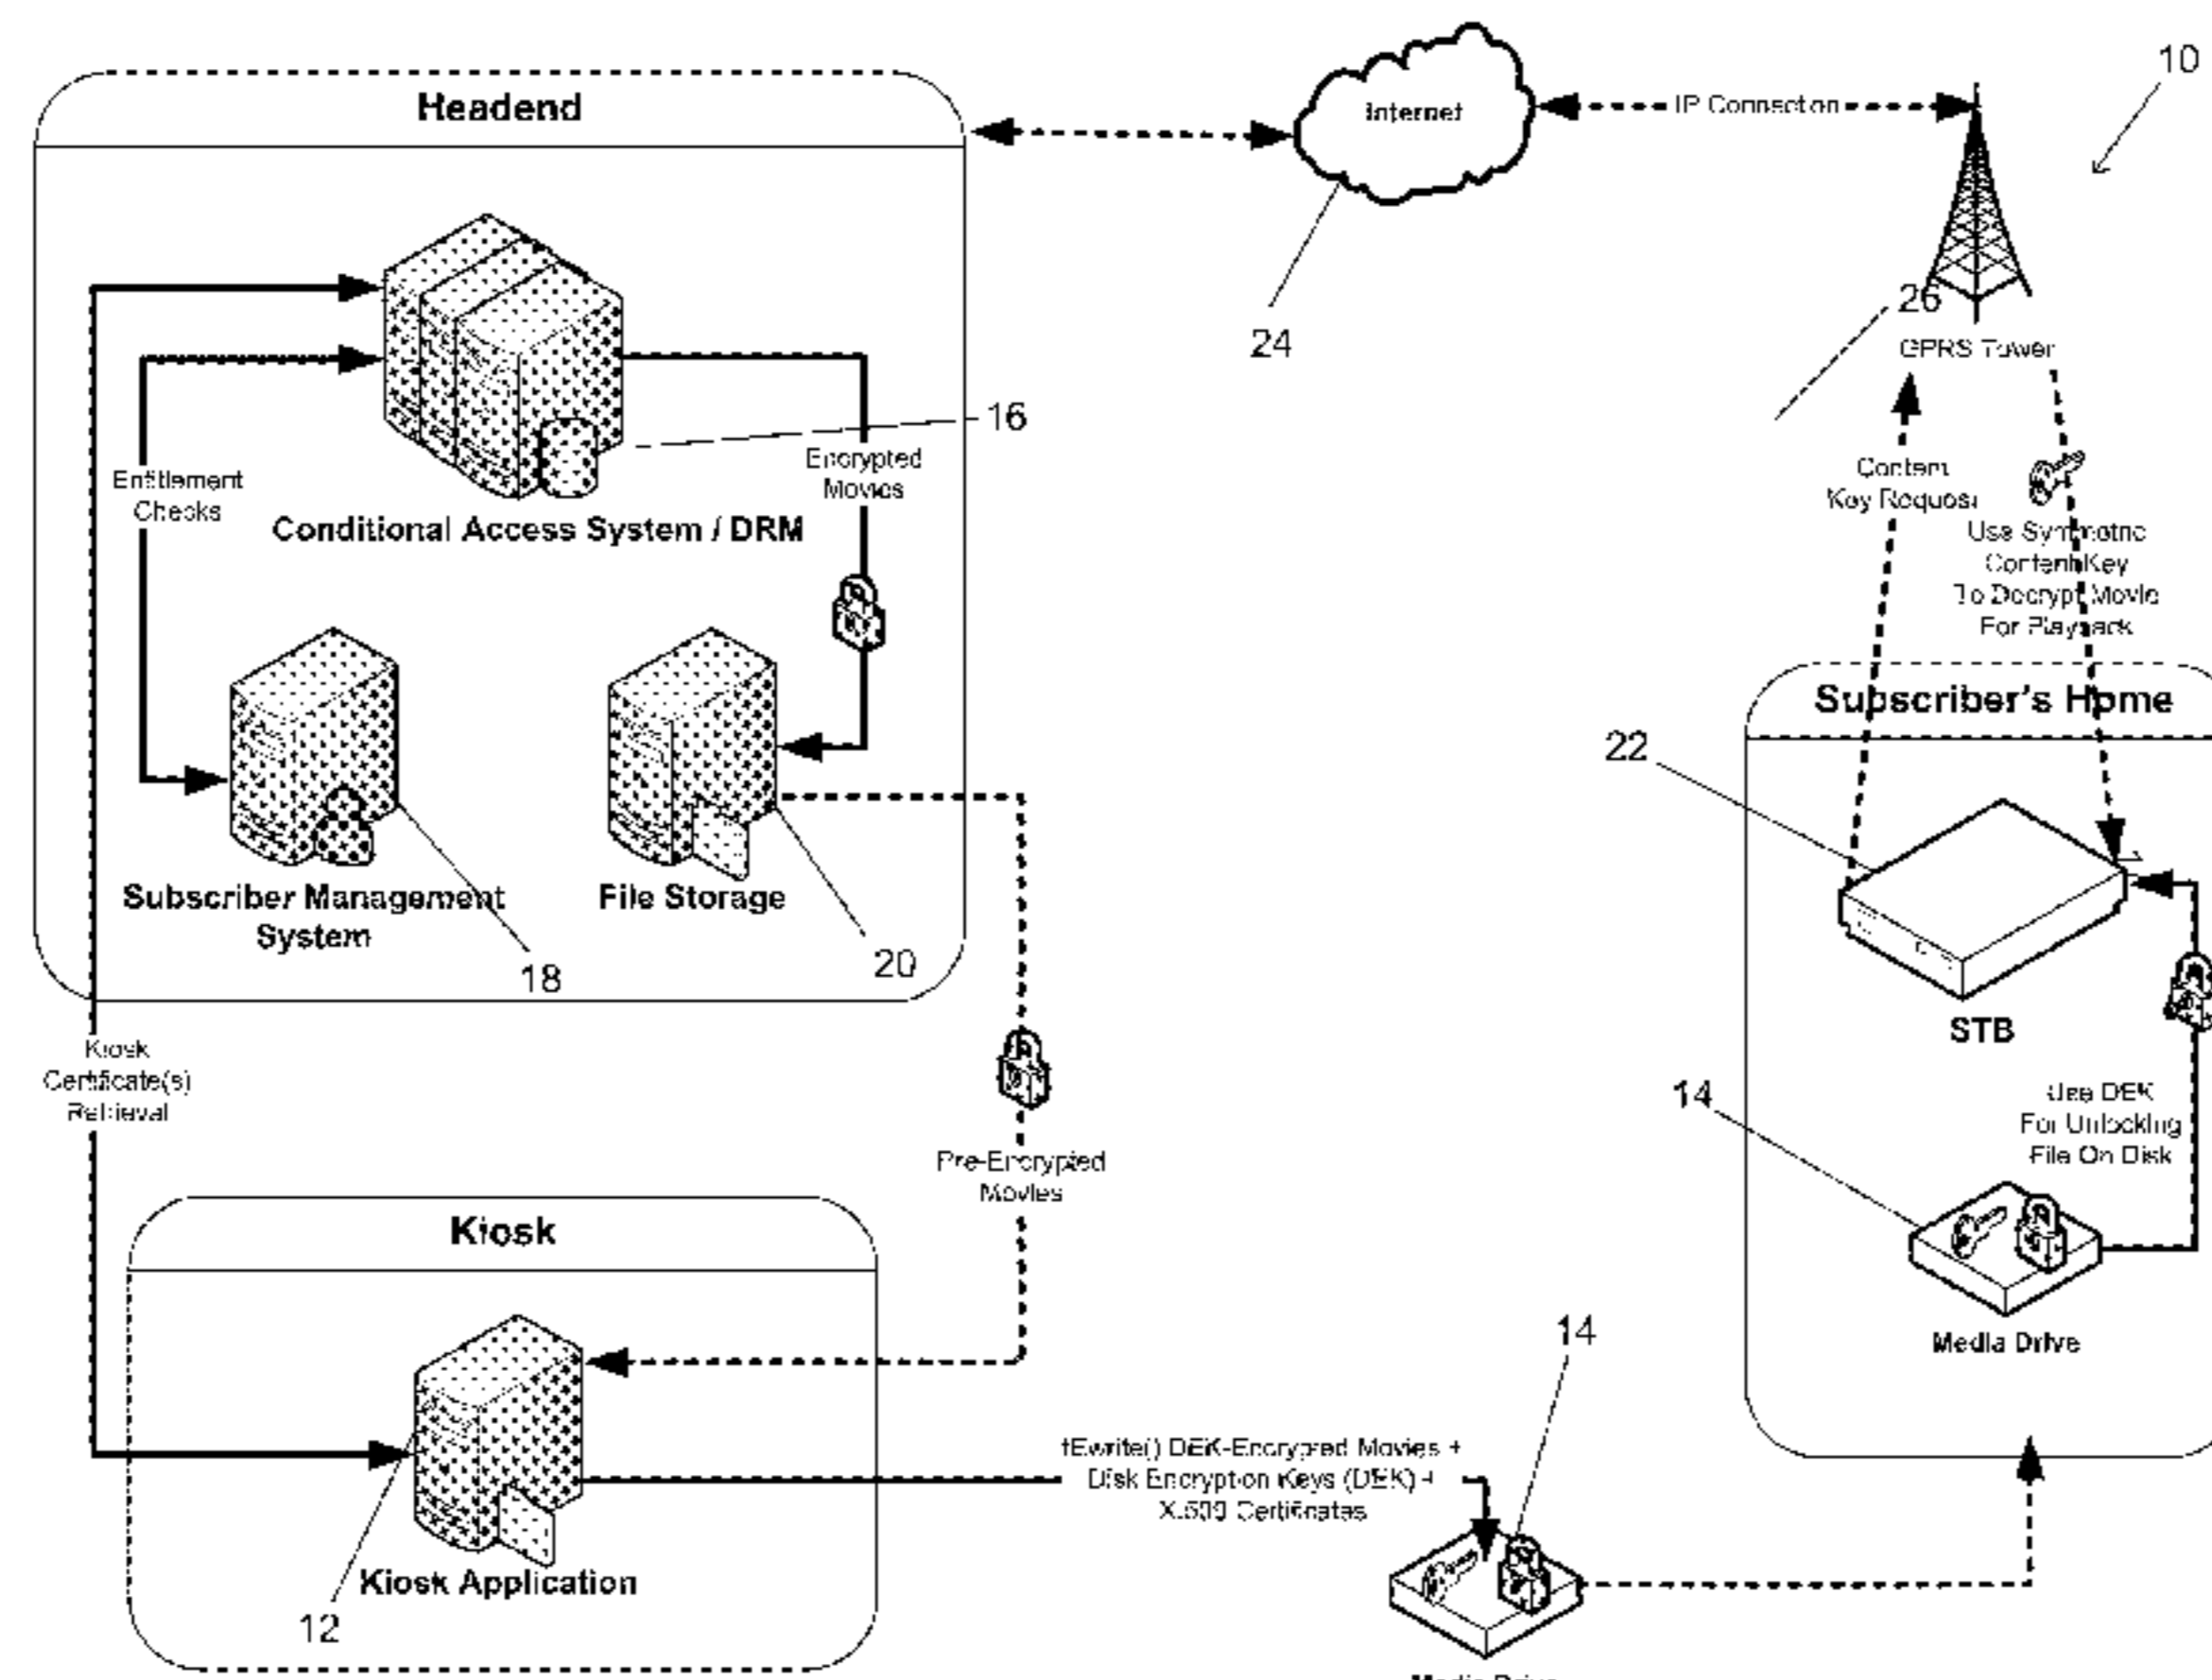 Headend
Internet
IP Connection
10
24
26
GPRS Tower
16
Entitlement
Checks
Encrypted
Movies
Conditional Access System / DRM
Content
Key Request
Use Symmetric
Content Key
To Decrypt Movie
For Playback
Subscriber's Home
22
Subscriber Management
System
File Storage
18
20
STB
Kiosk
Certificate(s)
Retrieval
14
Use DEK
For Unlocking
File On Disk
Pre-Encrypted
Movies
Kiosk
Media Drive
14
DEK-Encrypted Movies +
Disk Encryption Keys (DEK) +
Certificates
Kiosk Application
12
Media Drive